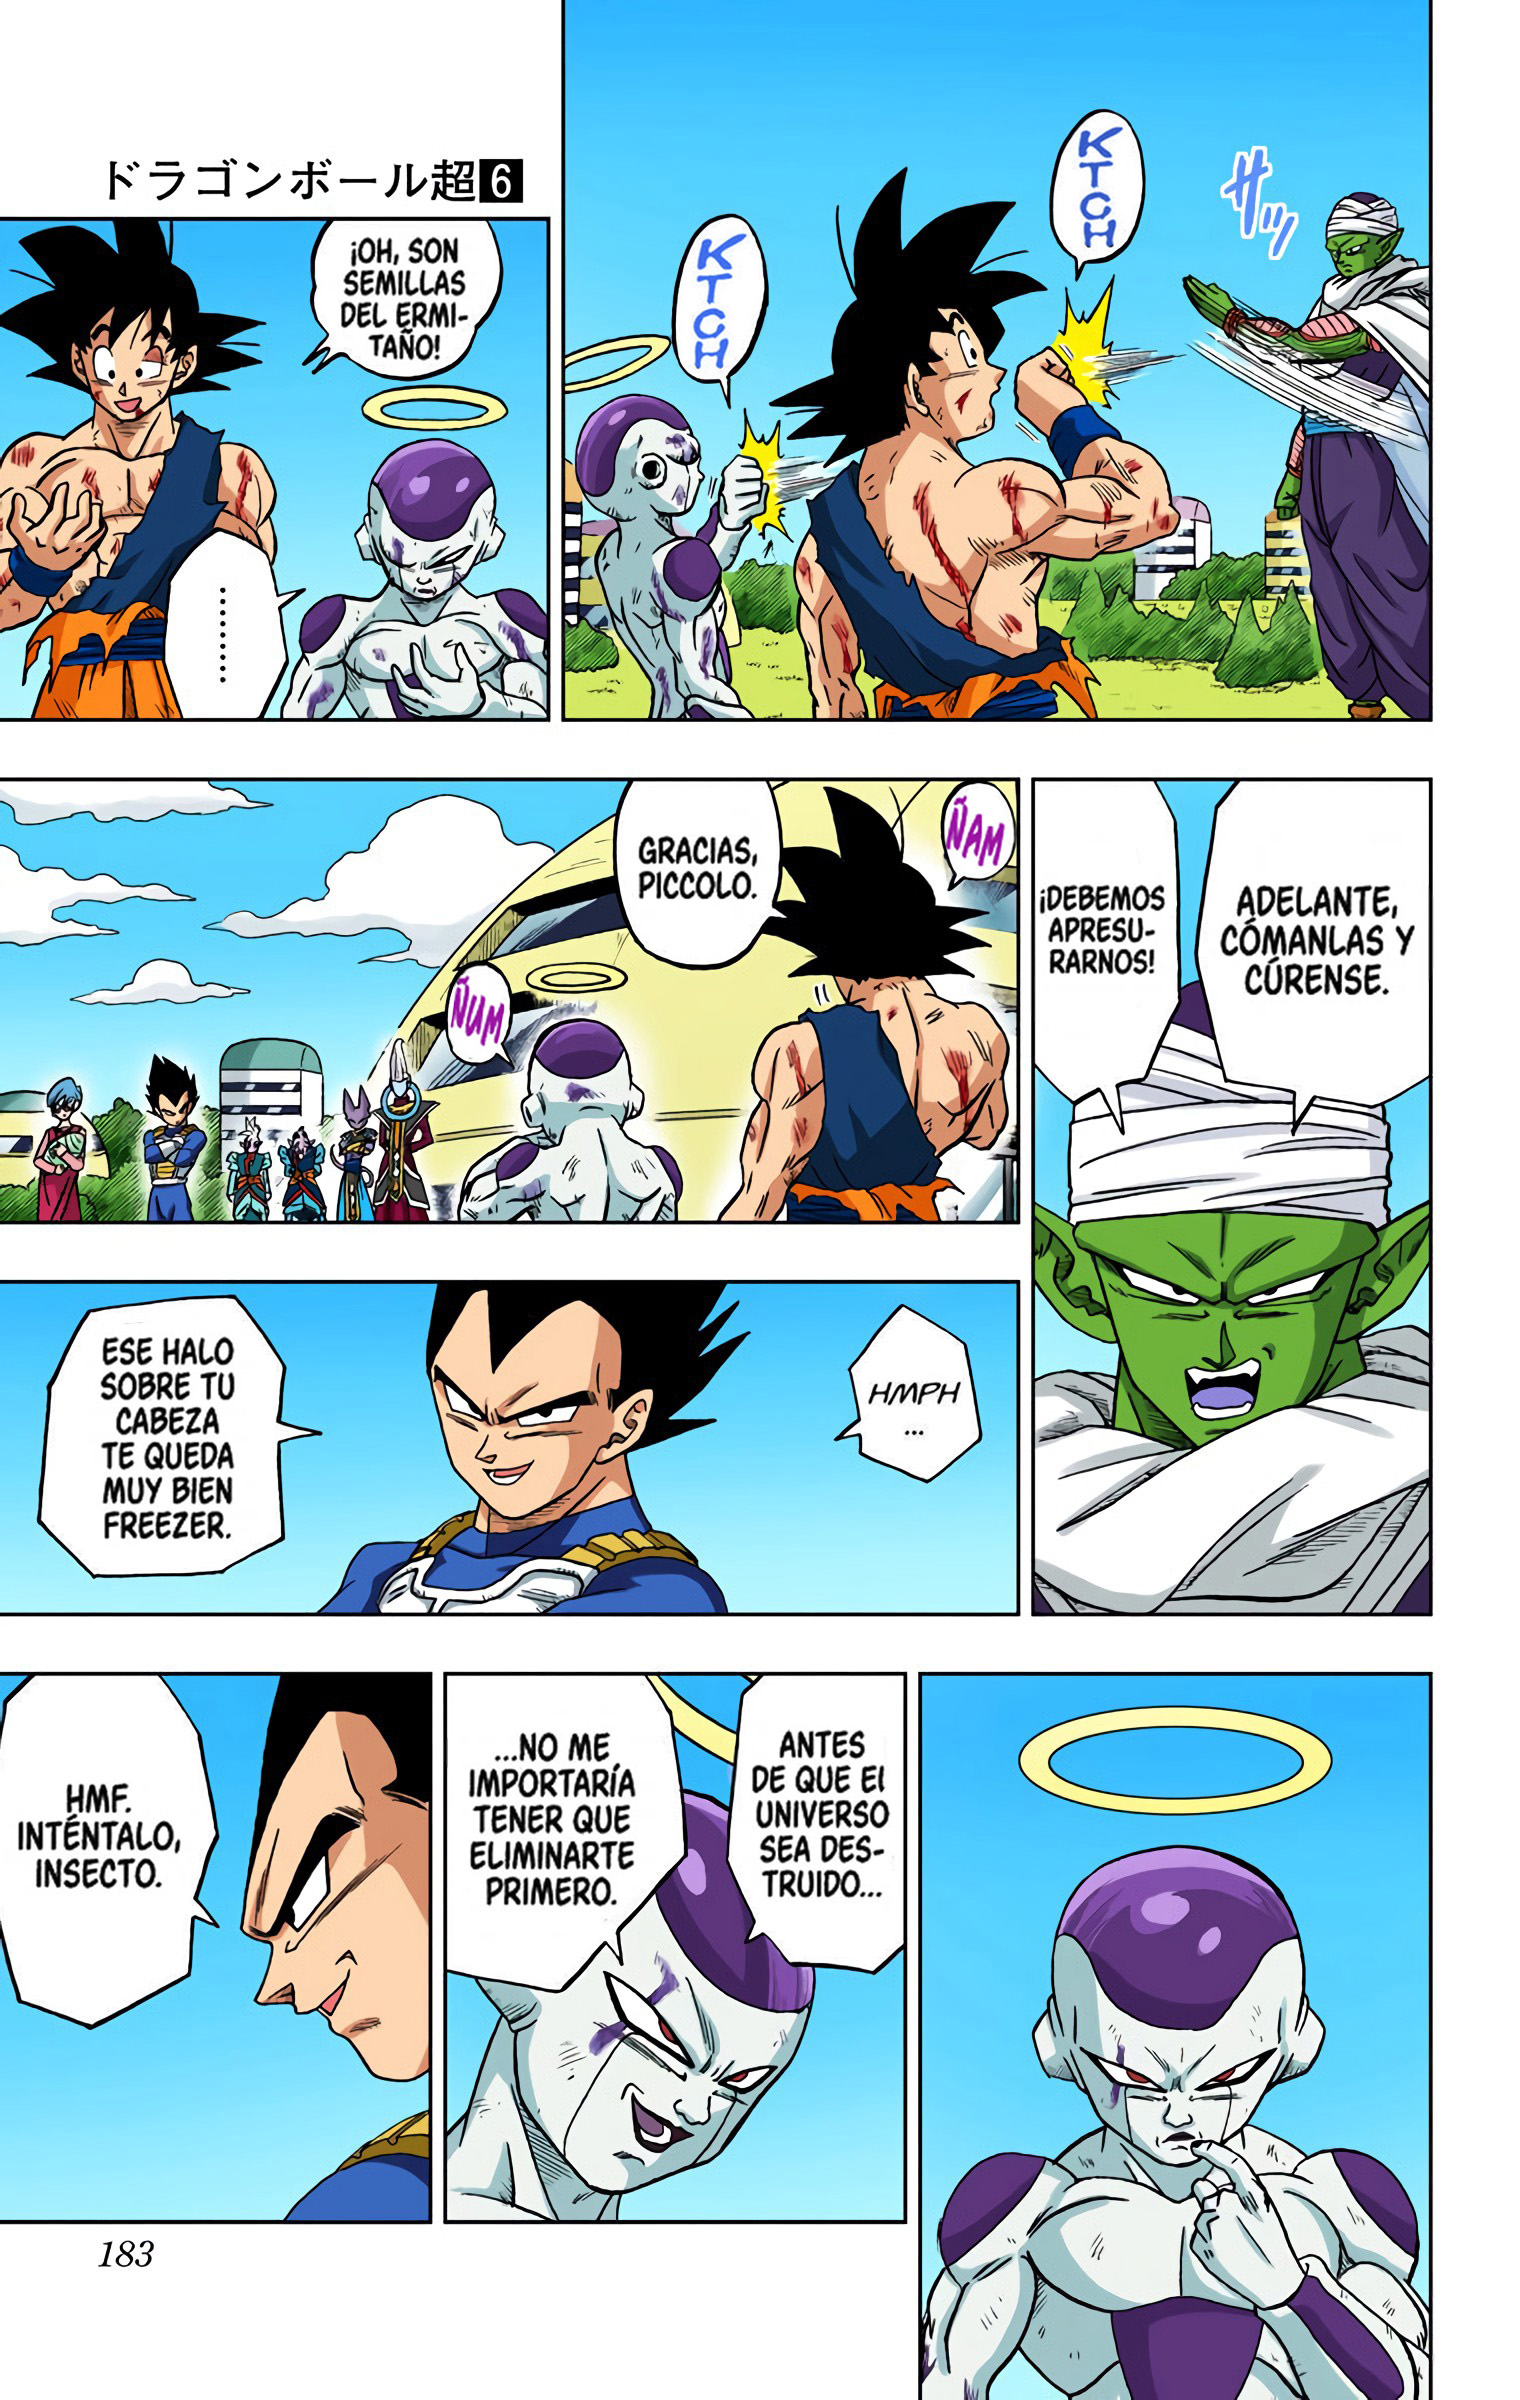 ドラゴンボール超6
KTCH
サッ
KTCH
¡OH, SON
SEMILLAS
DEL ERMI-
TAÑO!
.........
ADELANTE,
CÓMANLAS Y
CÚRENSE.
¡DEBEMOS
APRESU-
RARNOS!
ÑAM
GRACIAS,
PICCOLO.
ÑUM
HMPH
...
ESE HALO
SOBRE TU
CABEZA
TE QUEDA
MUY BIEN
FREEZER.
ANTES
DE QUE El
UNIVERSO
SEA DES-
TRUIDO...
...NO ME
IMPORTARÍA
TENER QUE
ELIMINARTE
PRIMERO.
HMF.
INTÉNTALO,
INSECTO.
183